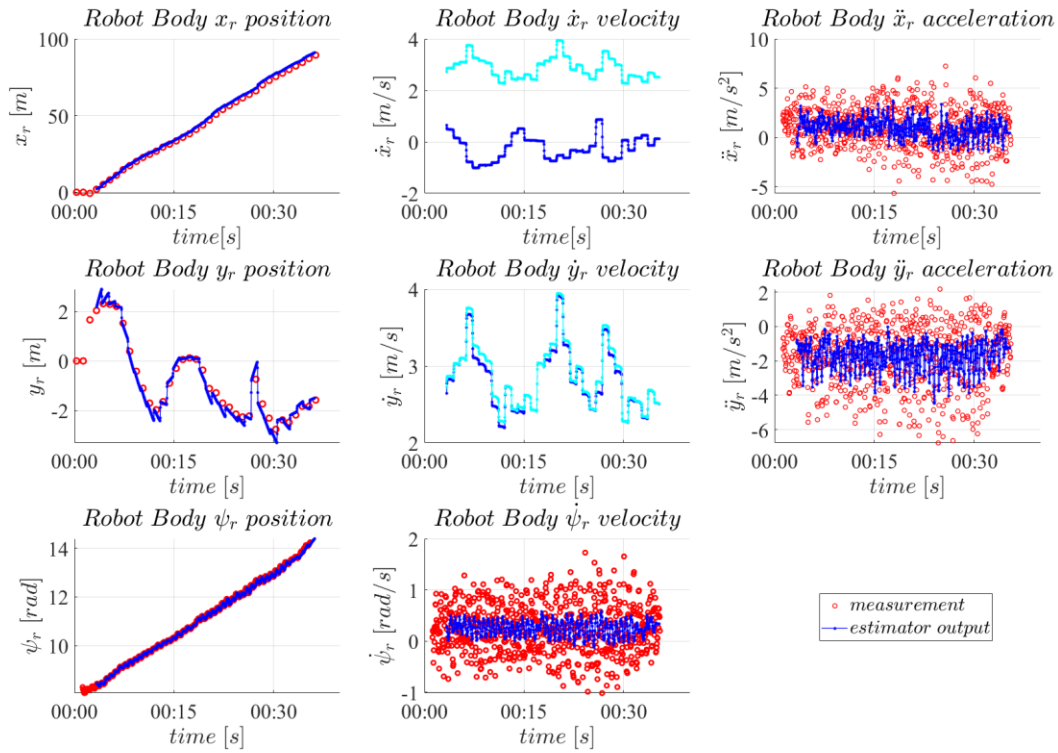 Robot Body x_r position
Robot Body ẋ_r velocity
Robot Body ẍ_r acceleration
100
50
0
x_r [m]
00:00 00:15 00:30
time[s]
4
2
0
-2
ẋ_r [m/s]
00:00 00:15 00:30
time[s]
10
5
0
-5
ẍ_r [m/s²]
00:00 00:15 00:30
time[s]
Robot Body y_r position
Robot Body ẏ_r velocity
Robot Body ÿ_r acceleration
2
0
-2
y_r [m]
00:00 00:15 00:30
time [s]
4
3
2
ẏ_r [m/s]
00:00 00:15 00:30
time [s]
2
0
-2
-4
-6
ÿ_r [m/s²]
00:00 00:15 00:30
time [s]
Robot Body ψ_r position
Robot Body ψ̇_r velocity
14
12
10
ψ_r [rad]
00:00 00:15 00:30
time [s]
2
1
0
-1
ψ̇_r [rad/s]
00:00 00:15 00:30
time [s]
measurement
estimator output